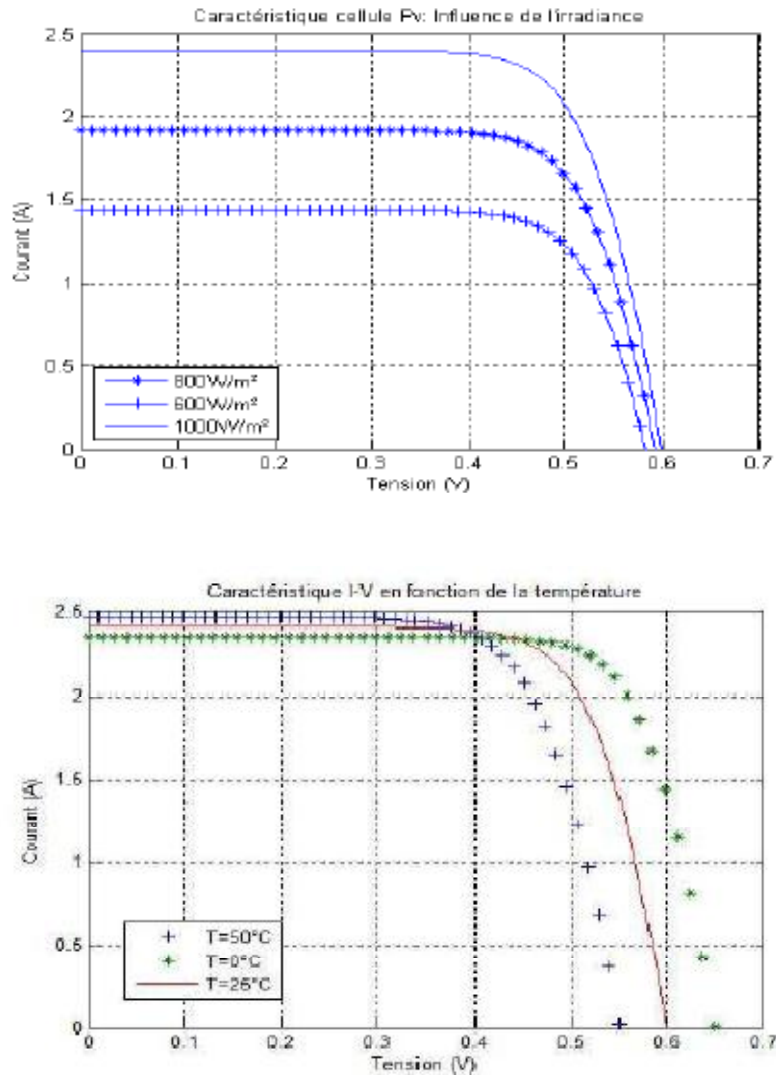 Caractéristique cellule Pv: Influence de l'irradiance
2.5
2
1.5
1
0.5
0
Courant (A)
800W/m²
600W/m²
1000W/m²
0 0.1 0.2 0.3 0.4 0.5 0.6 0.7
Tension (V)
Caractéristique I-V en fonction de la température
2.5
2
1.5
1
0.5
0
Courant (A)
T=50°C
T=0°C
T=25°C
0 0.1 0.2 0.3 0.4 0.5 0.6 0.7
Tension (V)